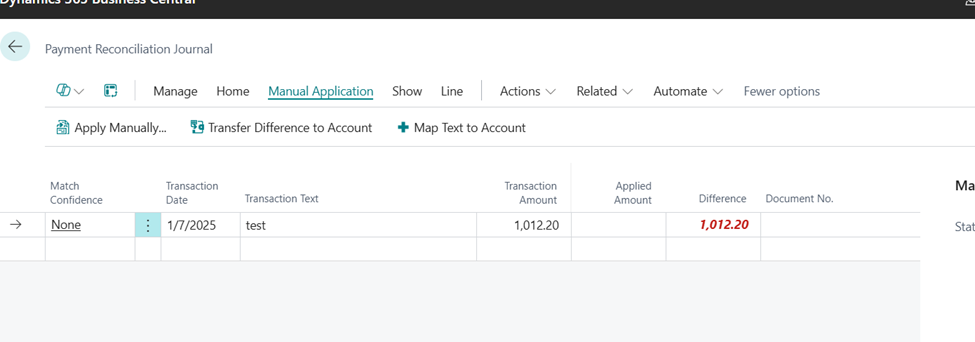 Dynamics 365 Business Central
Payment Reconciliation Journal
Manage Home Manual Application Show Line Actions Related Automate Fewer options
Apply Manually... Transfer Difference to Account Map Text to Account
Match Confidence Transaction Date Transaction Text Transaction Amount Applied Amount Difference Document No.
None 1/7/2025 test 1,012.20 1,012.20